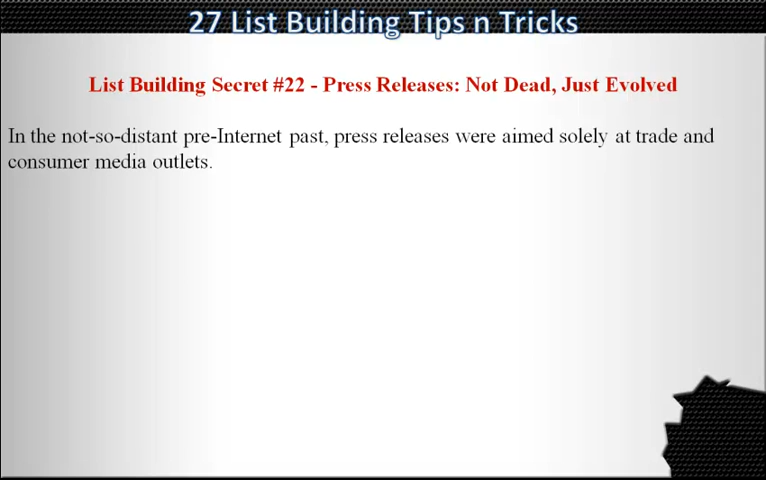 27 List Building Tips n Tricks
List Building Secret #22 - Press Releases: Not Dead, Just Evolved
In the not-so-distant pre-Internet past, press releases were aimed solely at trade and
consumer media outlets.